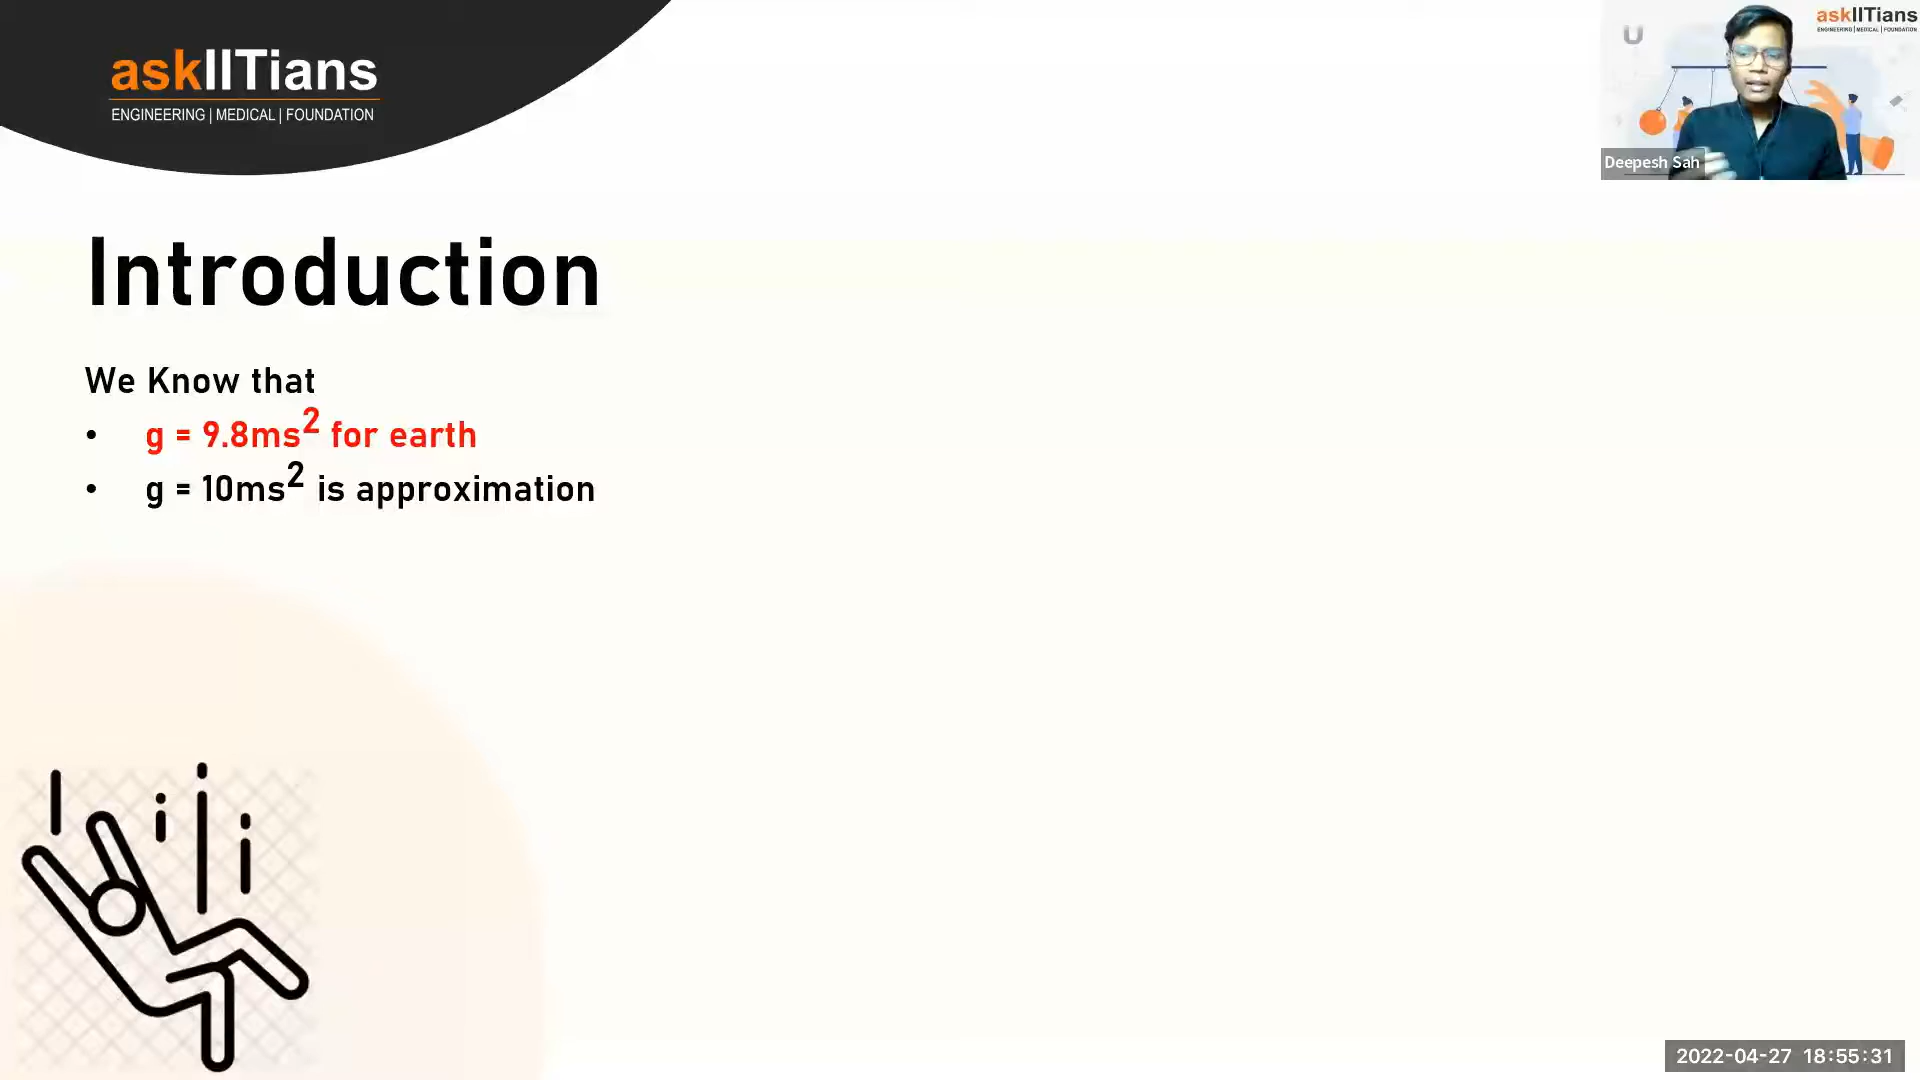 askIITians
ENGINEERING | MEDICAL | FOUNDATION
askIITians
ENGINEERING | MEDICAL | FOUNDATION
U
Deepesh Sah
Introduction
We Know that
• g = 9.8ms² for earth
• g = 10ms² is approximation
2022-04-27 18:55:31